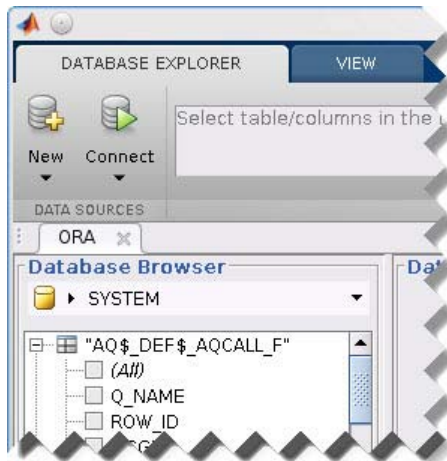 DATABASE EXPLORER VIEW
Select table/columns in the
New Connect
DATA SOURCES
ORA
Database Browser
SYSTEM
"AQ$_DEF$_AQCALL_F"
(All)
Q_NAME
ROW_ID